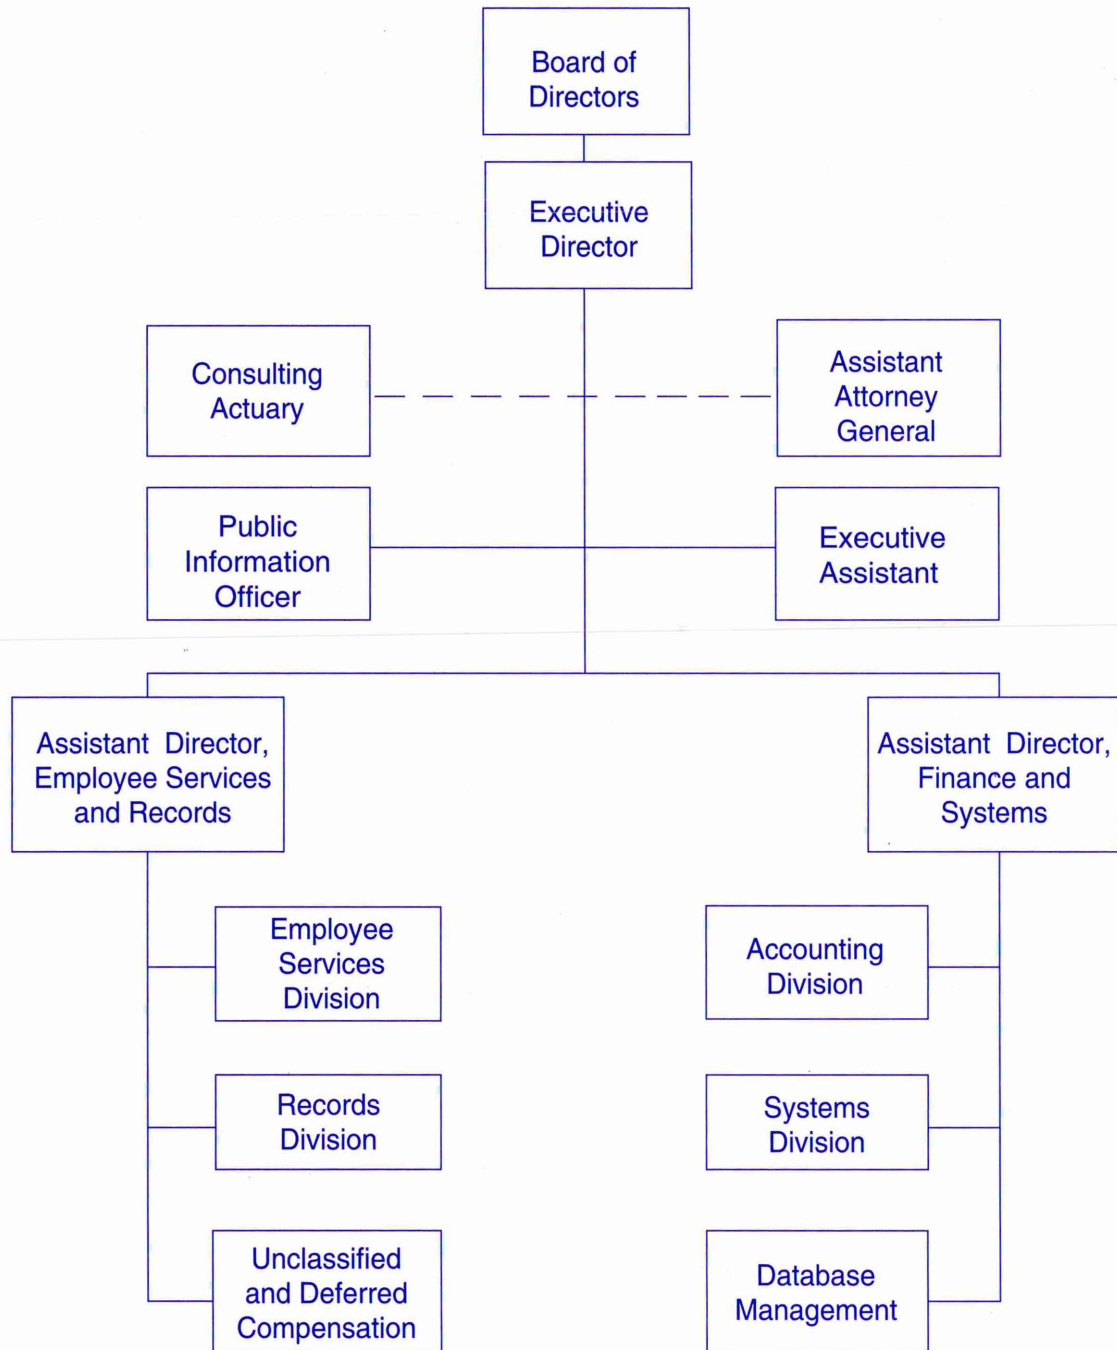 Board of
Directors
Executive
Director
Consulting
Actuary
Assistant
Attorney
General
Public
Information
Officer
Executive
Assistant
Assistant Director,
Employee Services
and Records
Assistant Director,
Finance and
Systems
Employee
Services
Division
Accounting
Division
Records
Division
Systems
Division
Unclassified
and Deferred
Compensation
Database
Management